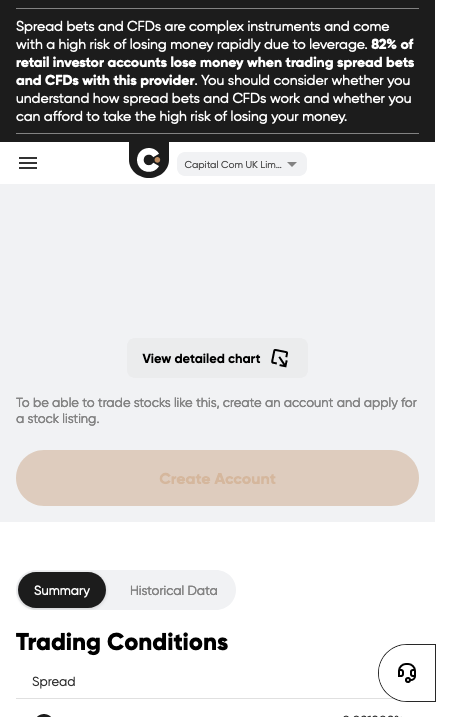 Spread bets and CFDs are complex instruments and come
with a high risk of losing money rapidly due to leverage. 82% of
retail investor accounts lose money when trading spread bets
and CFDs with this provider. You should consider whether you
understand how spread bets and CFDs work and whether you
can afford to take the high risk of losing your money.
Capital Com UK Lim...
View detailed chart
To be able to trade stocks like this, create an account and apply for
a stock listing.
Create Account
Summary
Historical Data
Trading Conditions
Spread